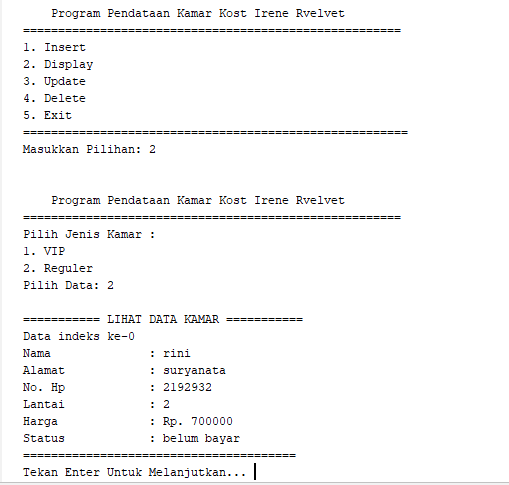 Program Pendataan Kamar Kost Irene Rvelvet
======================================================
1. Insert
2. Display
3. Update
4. Delete
5. Exit
=======================================================
Masukkan Pilihan: 2
Program Pendataan Kamar Kost Irene Rvelvet
======================================================
Pilih Jenis Kamar :
1. VIP
2. Reguler
Pilih Data: 2
=========== LIHAT DATA KAMAR ===========
Data indeks ke-0
Nama : rini
Alamat : suryanata
No. Hp : 2192932
Lantai : 2
Harga : Rp. 700000
Status : belum bayar
=======================================
Tekan Enter Untuk Melanjutkan...